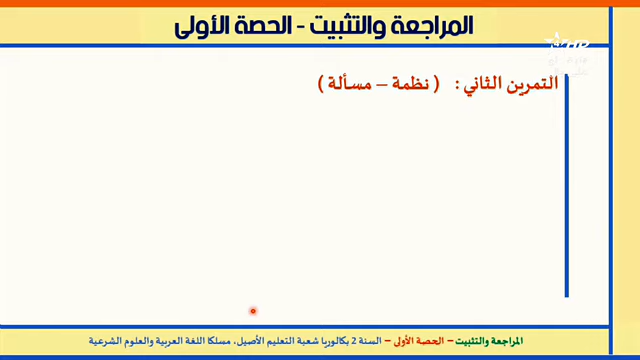 المراجعة والتثبيت - الحصة الأولى
التمرين الثاني : ( نظمة – مسألة )
المراجعة والتثبيت – الحصة الأولى – السنة 2 بكالوريا شعبة التعليم الأصيل، مسلكا اللغة العربية والعلوم الشرعية